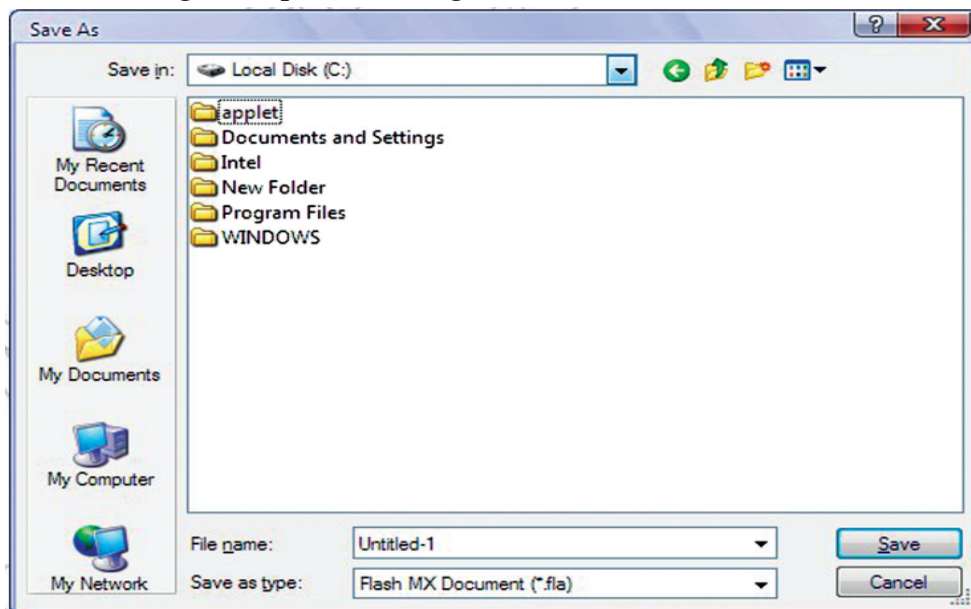 Save As
Save in:
Local Disk (C:)
applet
Documents and Settings
Intel
New Folder
Program Files
WINDOWS
My Recent
Documents
Desktop
My Documents
My Computer
My Network
File name:
Untitled-1
Save
Save as type:
Flash MX Document (*.fla)
Cancel